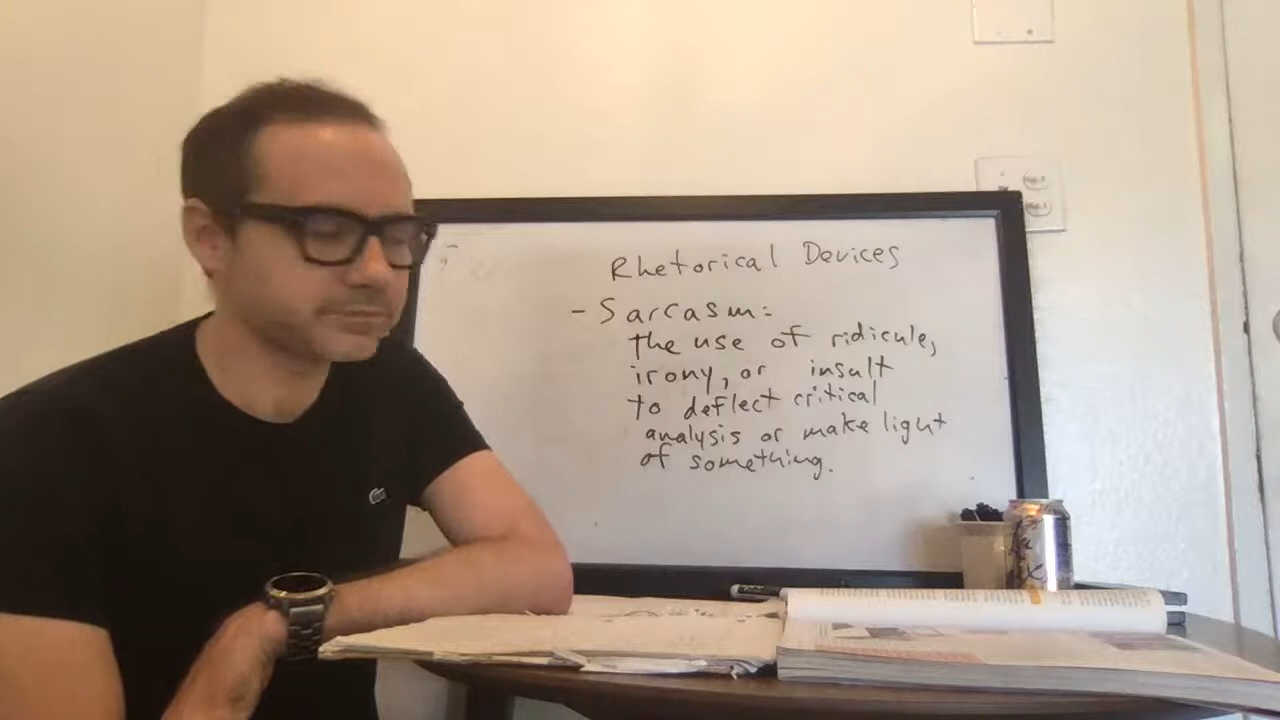 Rhetorical Devices
- Sarcasm:
the use of ridicule,
irony, or insult
to deflect critical
analysis or make light
of something.